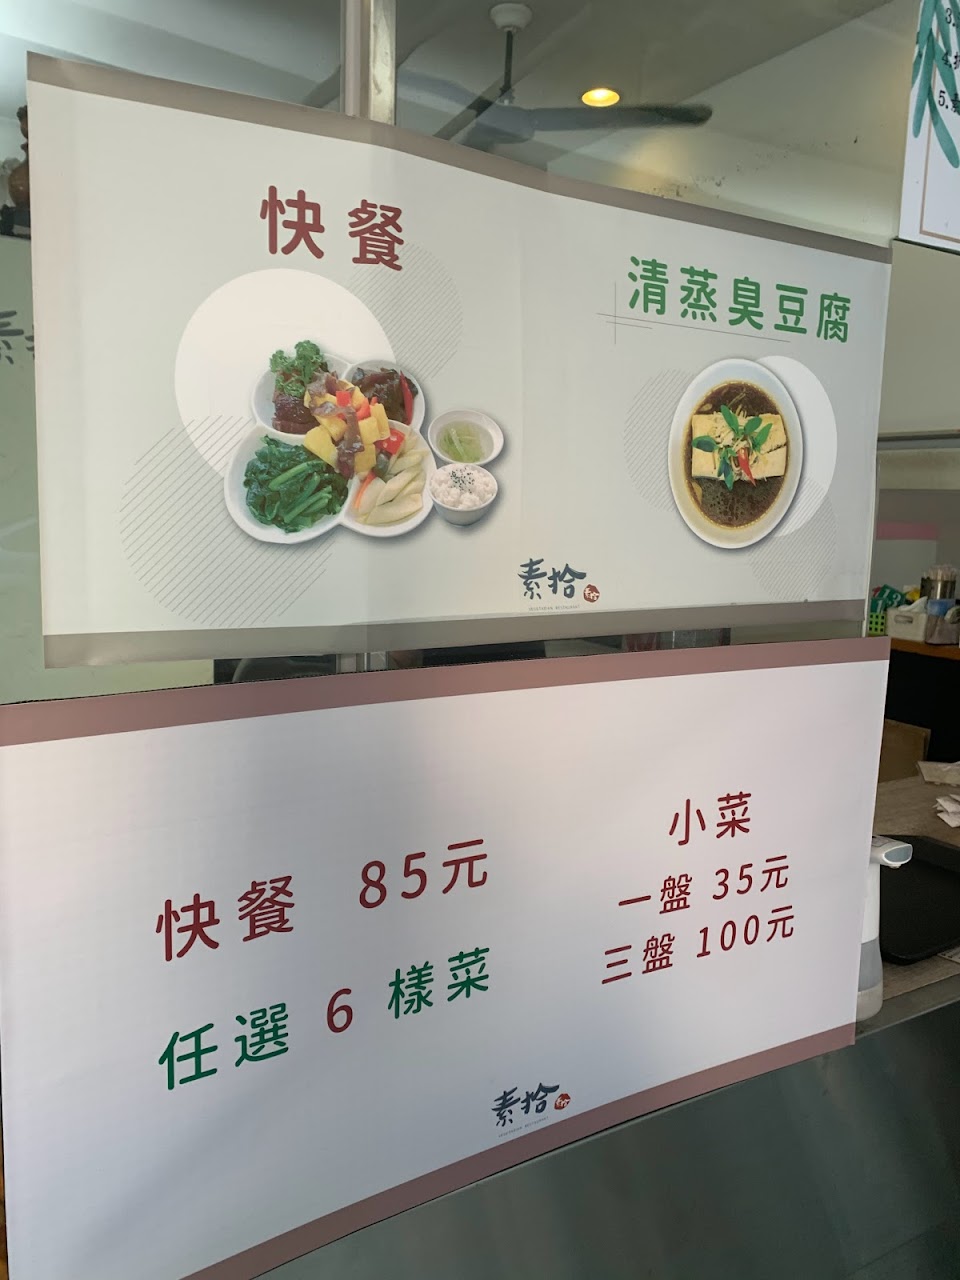 快餐
清蒸臭豆腐
素拾
快餐 85元
任選 6 樣菜
小菜
一盤 35元
三盤 100元
素拾
5.